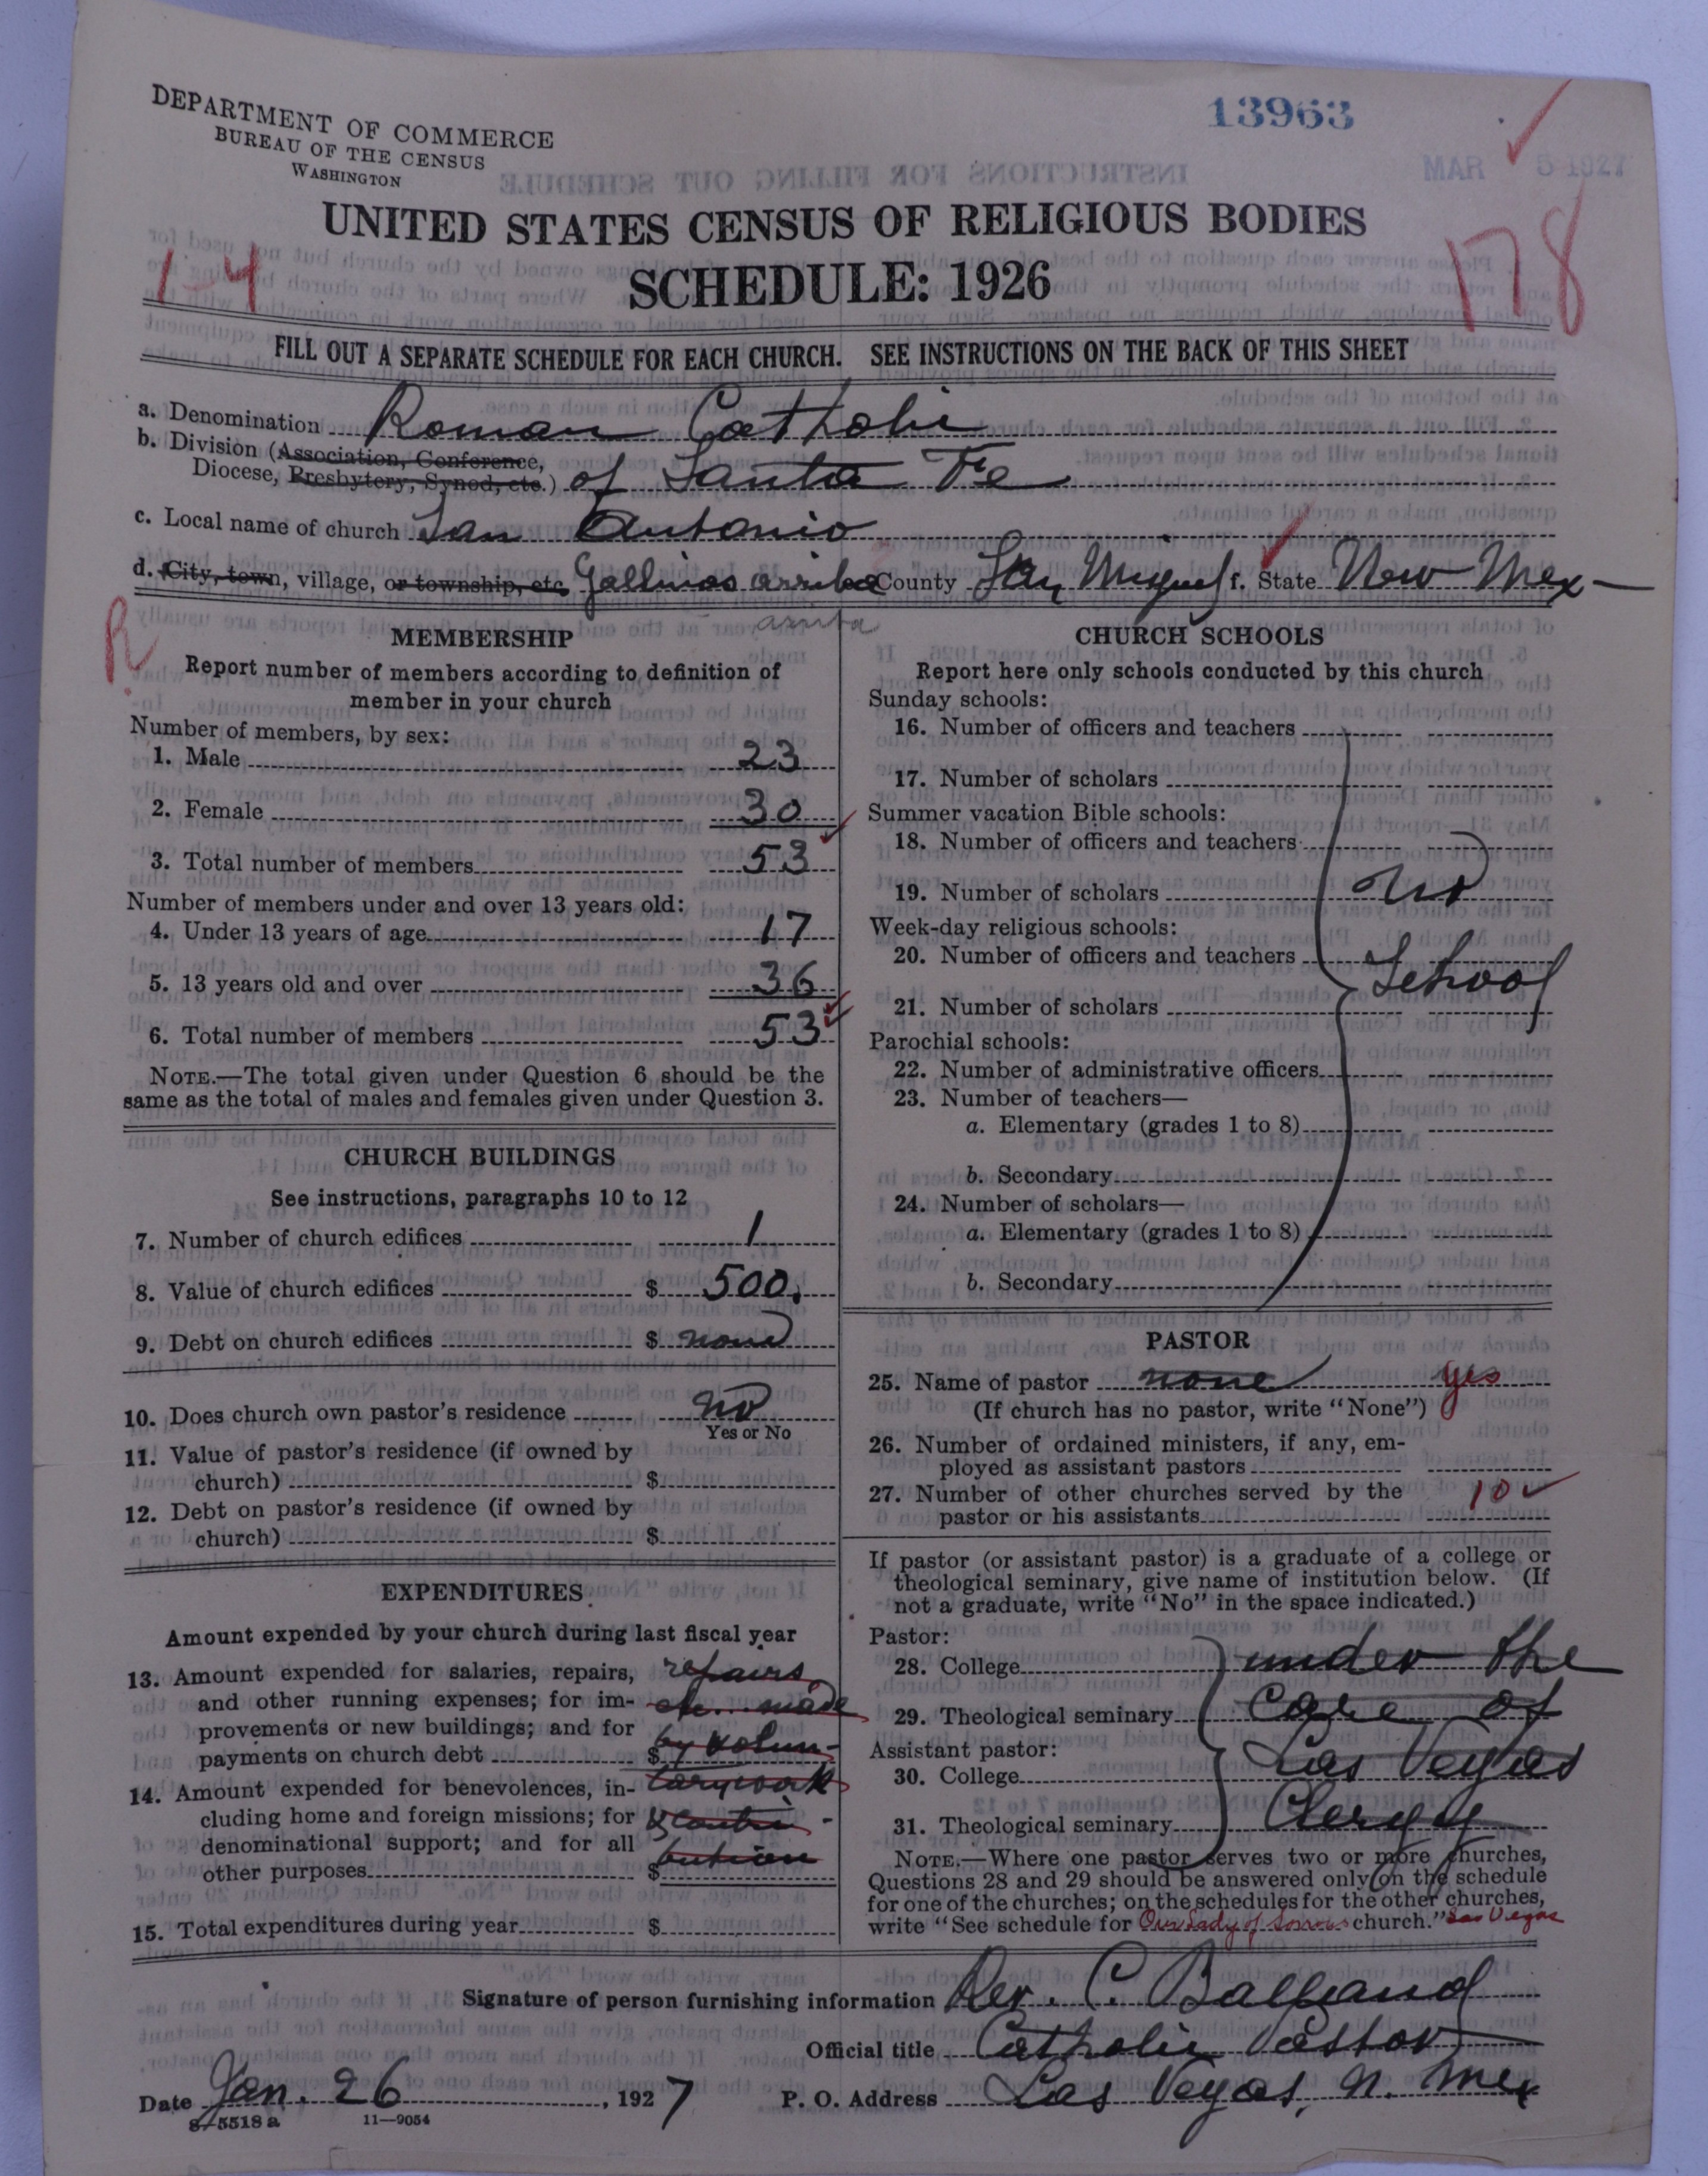 DEPARTMENT OF COMMERCE
BUREAU OF THE CENSUS
WASHINGTON
13963
MAR 5 1927
UNITED STATES CENSUS OF RELIGIOUS BODIES
SCHEDULE: 1926
1-4
178
FILL OUT A SEPARATE SCHEDULE FOR EACH CHURCH. SEE INSTRUCTIONS ON THE BACK OF THIS SHEET
a. Denomination Roman Catholic
b. Division (Association, Conference,
Diocese, Presbytery, Synod, etc.) of Santa Fe
c. Local name of church San Antonio
d. City, town, village, or township, etc. Gallinas arriba County San Miguel f. State New Mex
arriba
R
MEMBERSHIP
Report number of members according to definition of
member in your church
Number of members, by sex:
1. Male 23
2. Female 30
3. Total number of members 53
Number of members under and over 13 years old:
4. Under 13 years of age 17
5. 13 years old and over 36
6. Total number of members 53
NOTE.—The total given under Question 6 should be the
same as the total of males and females given under Question 3.
CHURCH BUILDINGS
See instructions, paragraphs 10 to 12
7. Number of church edifices 1
8. Value of church edifices $ 500.
9. Debt on church edifices $ none
10. Does church own pastor's residence No
Yes or No
11. Value of pastor's residence (if owned by
church) $
12. Debt on pastor's residence (if owned by
church) $
EXPENDITURES
Amount expended by your church during last fiscal year
13. Amount expended for salaries, repairs, repairs
and other running expenses; for im- etc. made
provements or new buildings; and for
payments on church debt $ by volun-
14. Amount expended for benevolences, in- tary work
cluding home and foreign missions; for & contri-
denominational support; and for all
other purposes $ bution
15. Total expenditures during year $
CHURCH SCHOOLS
Report here only schools conducted by this church
Sunday schools:
16. Number of officers and teachers
17. Number of scholars
Summer vacation Bible schools:
18. Number of officers and teachers
19. Number of scholars No
Week-day religious schools:
20. Number of officers and teachers School
21. Number of scholars
Parochial schools:
22. Number of administrative officers
23. Number of teachers—
a. Elementary (grades 1 to 8)
b. Secondary
24. Number of scholars—
a. Elementary (grades 1 to 8)
b. Secondary
PASTOR
25. Name of pastor none yes
(If church has no pastor, write "None")
26. Number of ordained ministers, if any, em-
ployed as assistant pastors
27. Number of other churches served by the 10
pastor or his assistants
If pastor (or assistant pastor) is a graduate of a college or
theological seminary, give name of institution below. (If
not a graduate, write "No" in the space indicated.)
Pastor:
28. College under the
29. Theological seminary Care of
Assistant pastor:
30. College Las Vegas
31. Theological seminary Clergy
NOTE.—Where one pastor serves two or more churches,
Questions 28 and 29 should be answered only on the schedule
for one of the churches; on the schedules for the other churches,
write "See schedule for Our Lady of Sorrows church." Las Vegas
Signature of person furnishing information Rev. C. Balland
Official title Catholic Pastor
Date Jan. 26, 1927 P. O. Address Las Vegas, N. Mex
8-5518 a 11—9054